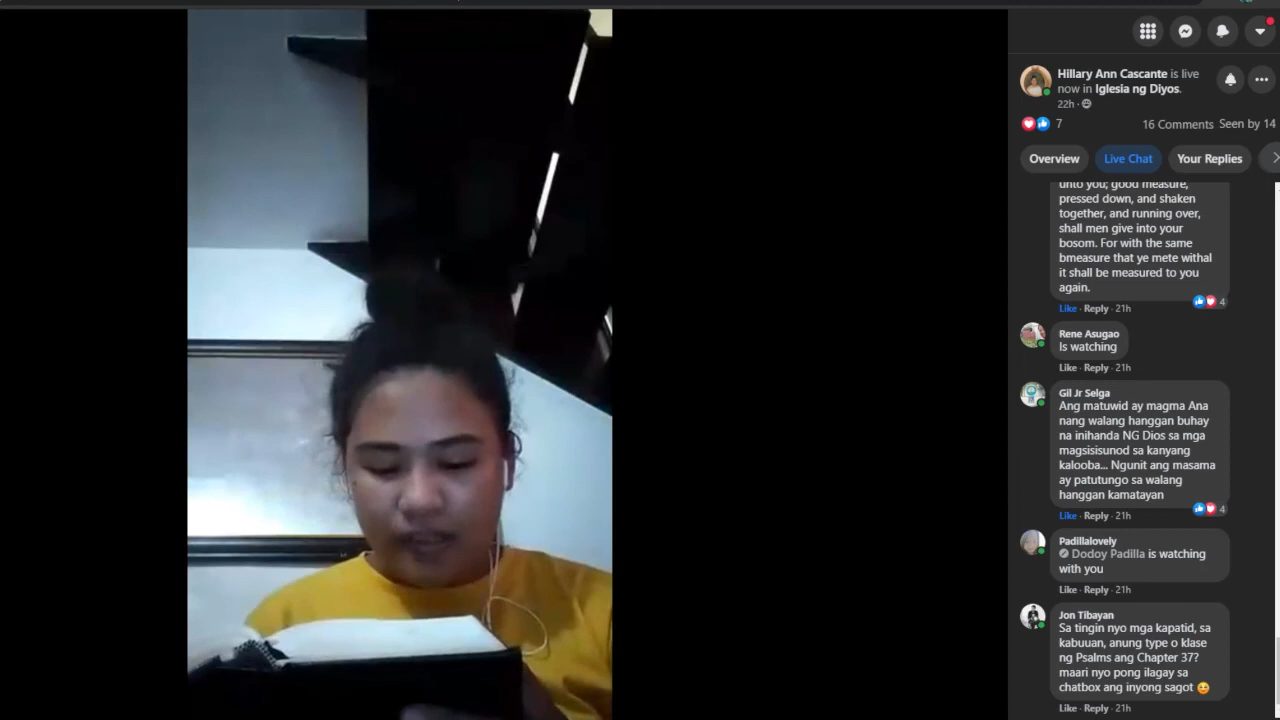 Hillary Ann Cascante is live
now in Iglesia ng Diyos.
22h ·
7
16 Comments Seen by 14
Overview
Live Chat
Your Replies
unto you; good measure,
pressed down, and shaken
together, and running over,
shall men give into your
bosom. For with the same
bmeasure that ye mete withal
it shall be measured to you
again.
4
Like · Reply · 21h
Rene Asugao
Is watching
Like · Reply · 21h
Gil Jr Selga
Ang matuwid ay magma Ana
nang walang hanggan buhay
na inihanda NG Dios sa mga
magsisisunod sa kanyang
kalooba... Ngunit ang masama
ay patutungo sa walang
hanggan kamatayan
4
Like · Reply · 21h
Padillalovely
Dodoy Padilla is watching
with you
Like · Reply · 21h
Jon Tibayan
Sa tingin nyo mga kapatid, sa
kabuuan, anung type o klase
ng Psalms ang Chapter 37?
maari nyo pong ilagay sa
chatbox ang inyong sagot 😊
Like · Reply · 21h